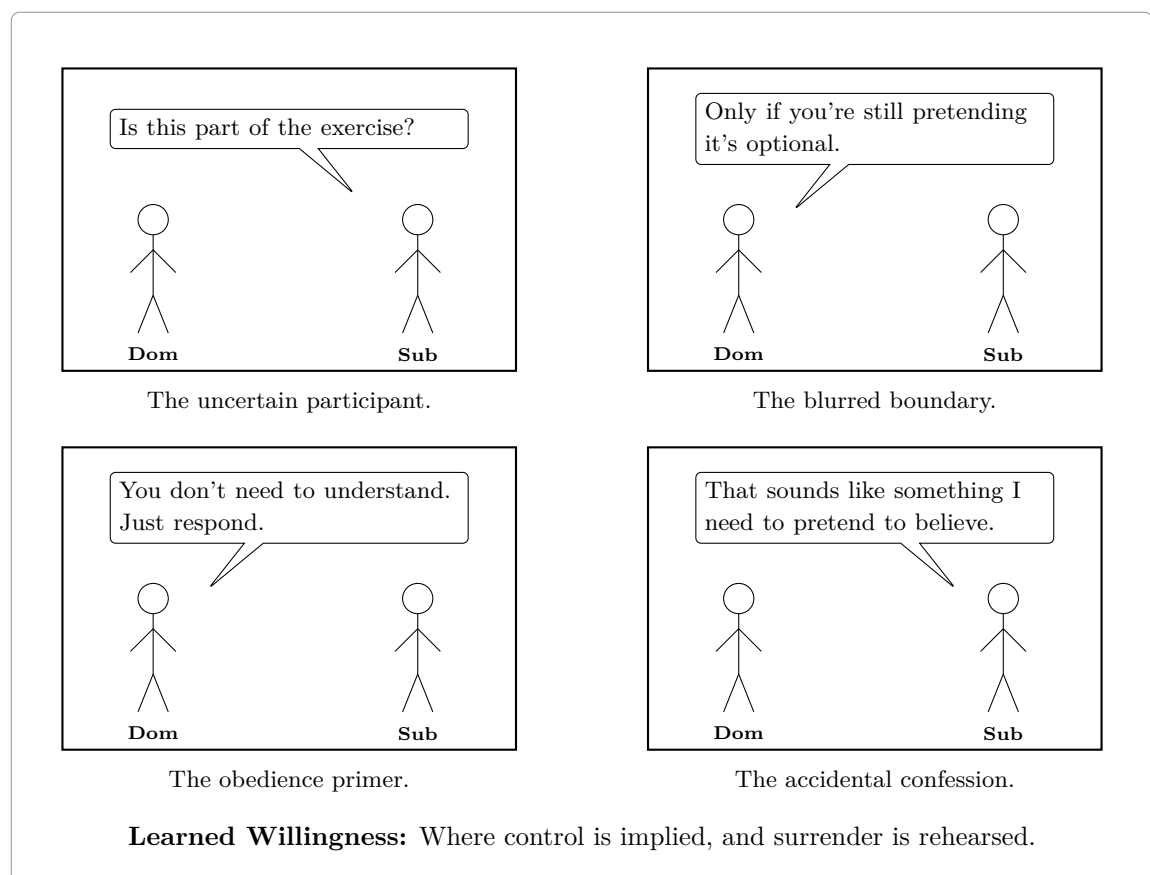 Is this part of the exercise?
Dom
Sub
The uncertain participant.
Only if you're still pretending
it's optional.
Dom
Sub
The blurred boundary.
You don't need to understand.
Just respond.
Dom
Sub
The obedience primer.
That sounds like something I
need to pretend to believe.
Dom
Sub
The accidental confession.
Learned Willingness: Where control is implied, and surrender is rehearsed.